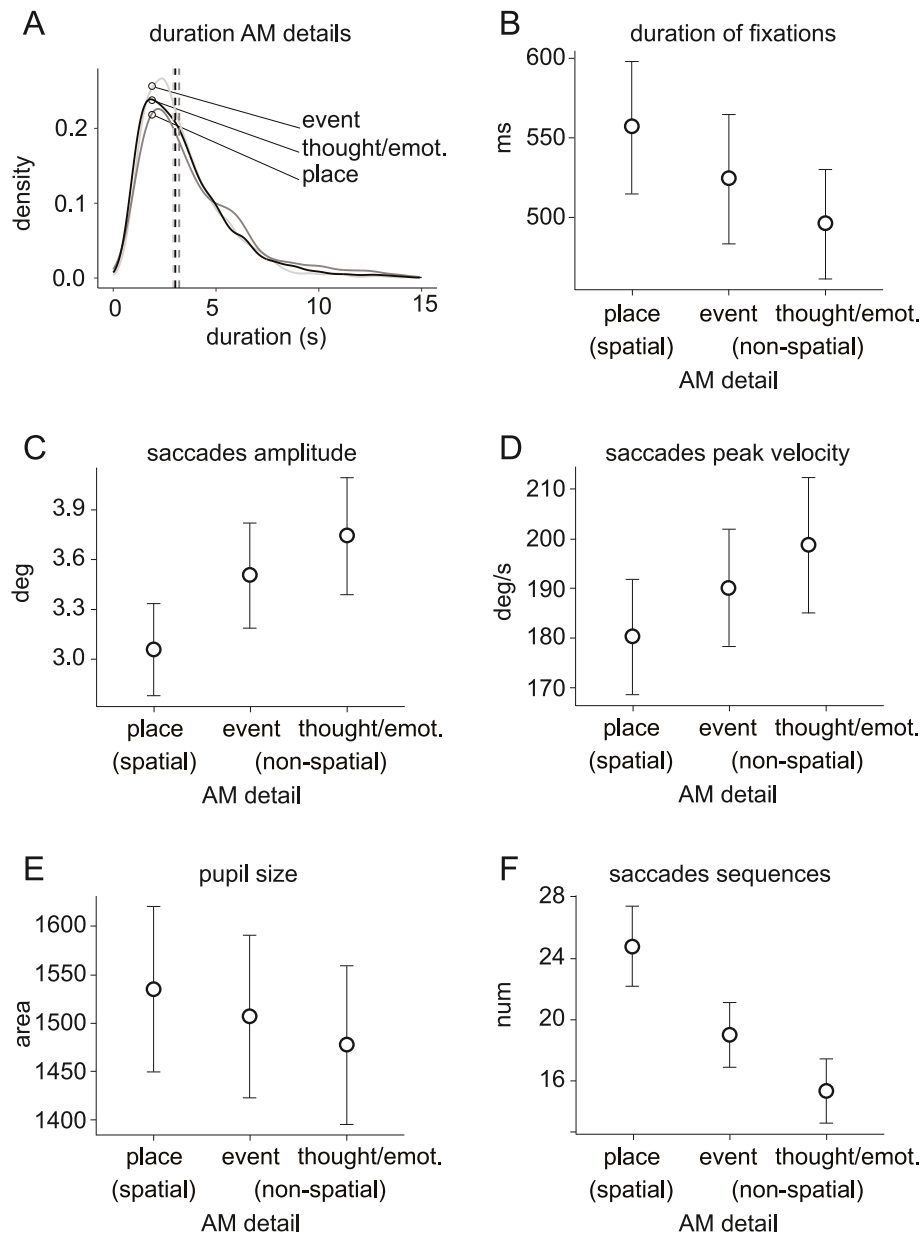 A
duration AM details
density
0.2
0.1
0.0
event
thought/emot.
place
0
5
10
15
duration (s)
B
duration of fixations
ms
600
550
500
place
event
thought/emot.
(spatial)
(non-spatial)
AM detail
C
saccades amplitude
deg
3.9
3.6
3.3
3.0
place
event
thought/emot.
(spatial)
(non-spatial)
AM detail
D
saccades peak velocity
deg/s
210
200
190
180
170
place
event
thought/emot.
(spatial)
(non-spatial)
AM detail
E
pupil size
area
1600
1550
1500
1450
1400
place
event
thought/emot.
(spatial)
(non-spatial)
AM detail
F
saccades sequences
num
28
24
20
16
place
event
thought/emot.
(spatial)
(non-spatial)
AM detail